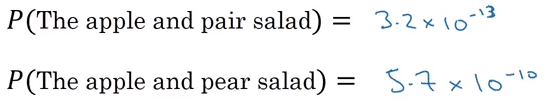 P(The apple and pair salad) = 3.2 × 10⁻¹³
P(The apple and pear salad) = 5.7 × 10⁻¹⁰